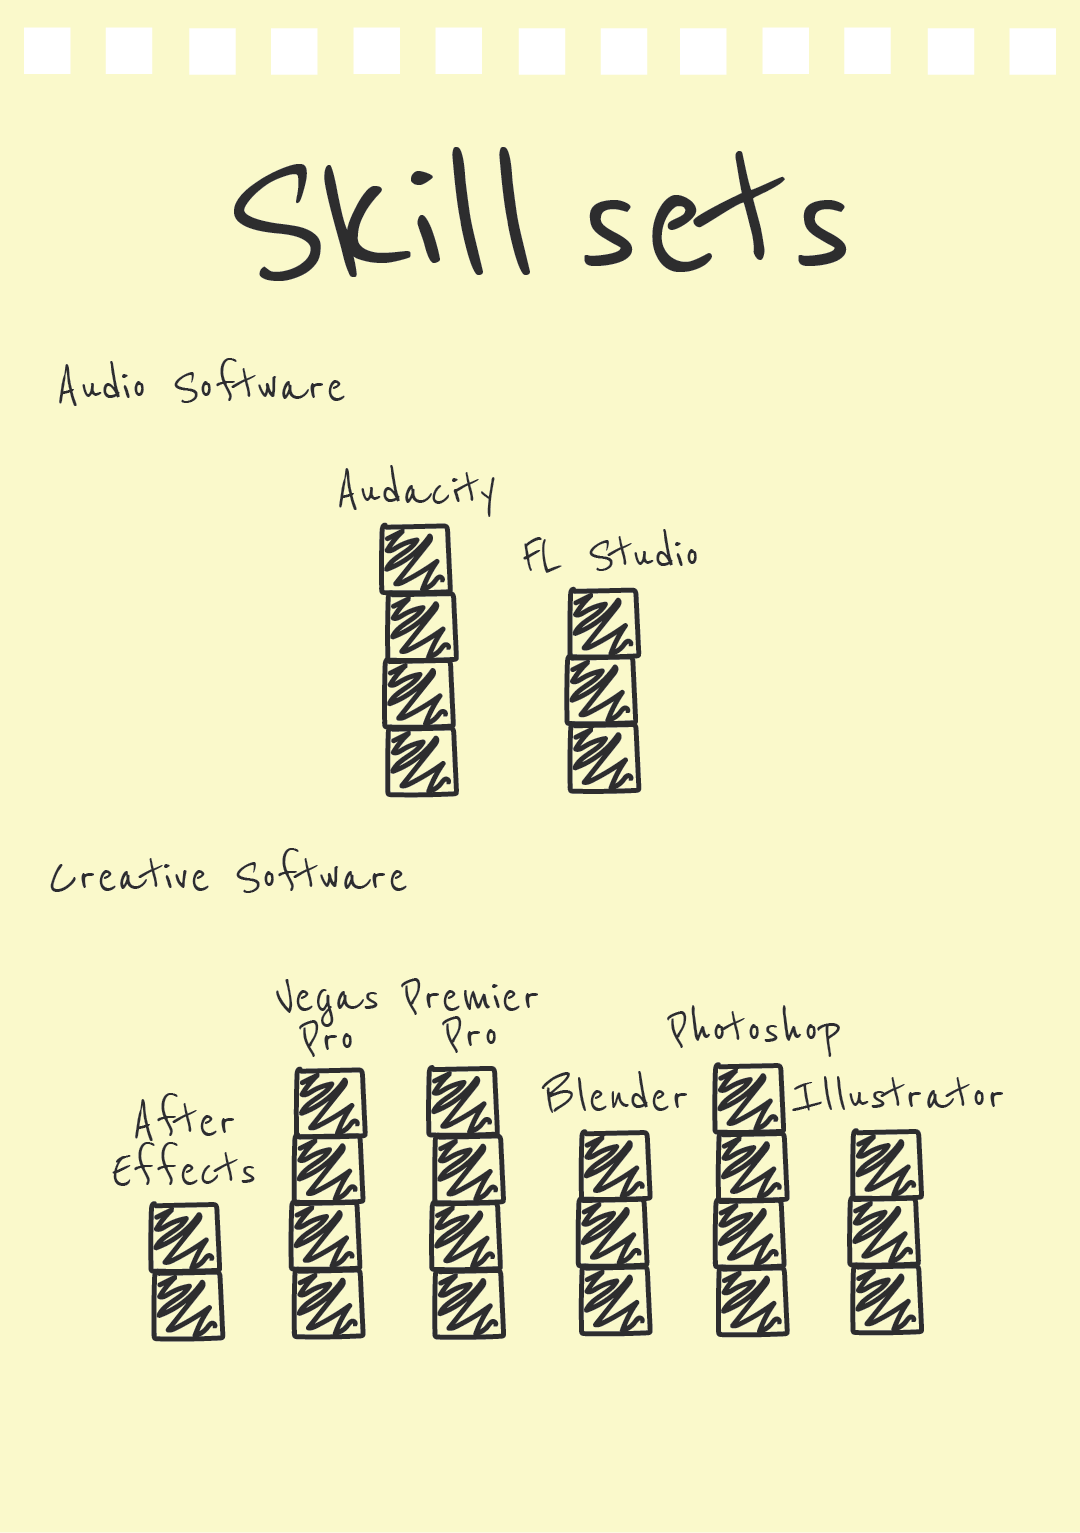 Skill sets
Audio Software
Audacity
FL Studio
Creative Software
After
Effects
Vegas
Pro
Premier
Pro
Blender
Photoshop
Illustrator